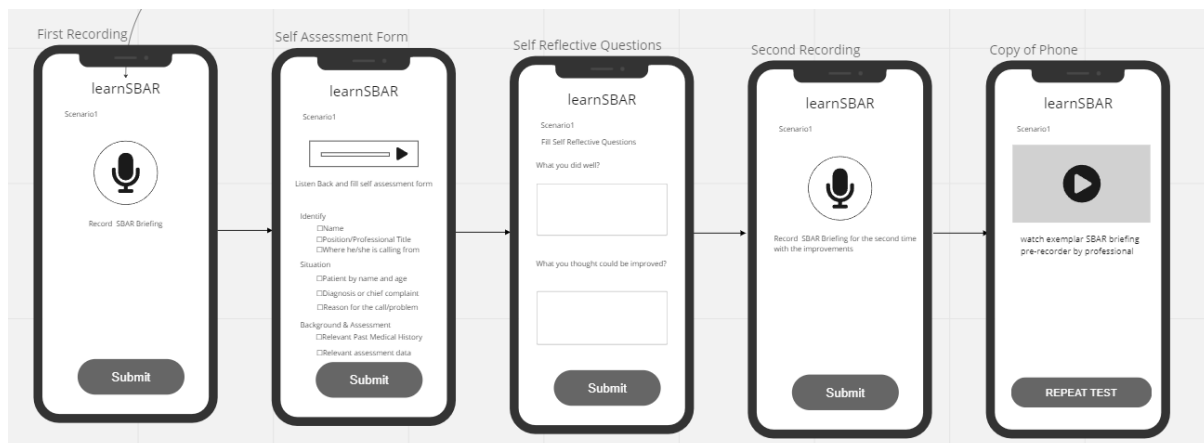 First Recording
learnSBAR
Scenario1
Record SBAR Briefing
Submit
Self Assessment Form
learnSBAR
Scenario1
Listen Back and fill self assessment form
Identify
☐Name
☐Position/Professional Title
☐Where he/she is calling from
Situation
☐Patient by name and age
☐Diagnosis or chief complaint
☐Reason for the call/problem
Background & Assessment
☐Relevant Past Medical History
☐Relevant assessment data
Submit
Self Reflective Questions
learnSBAR
Scenario1
Fill Self Reflective Questions
What you did well?
What you thought could be improved?
Submit
Second Recording
learnSBAR
Scenario1
Record SBAR Briefing for the second time
with the improvements
Submit
Copy of Phone
learnSBAR
Scenario1
watch exemplar SBAR briefing
pre-recorder by professional
REPEAT TEST